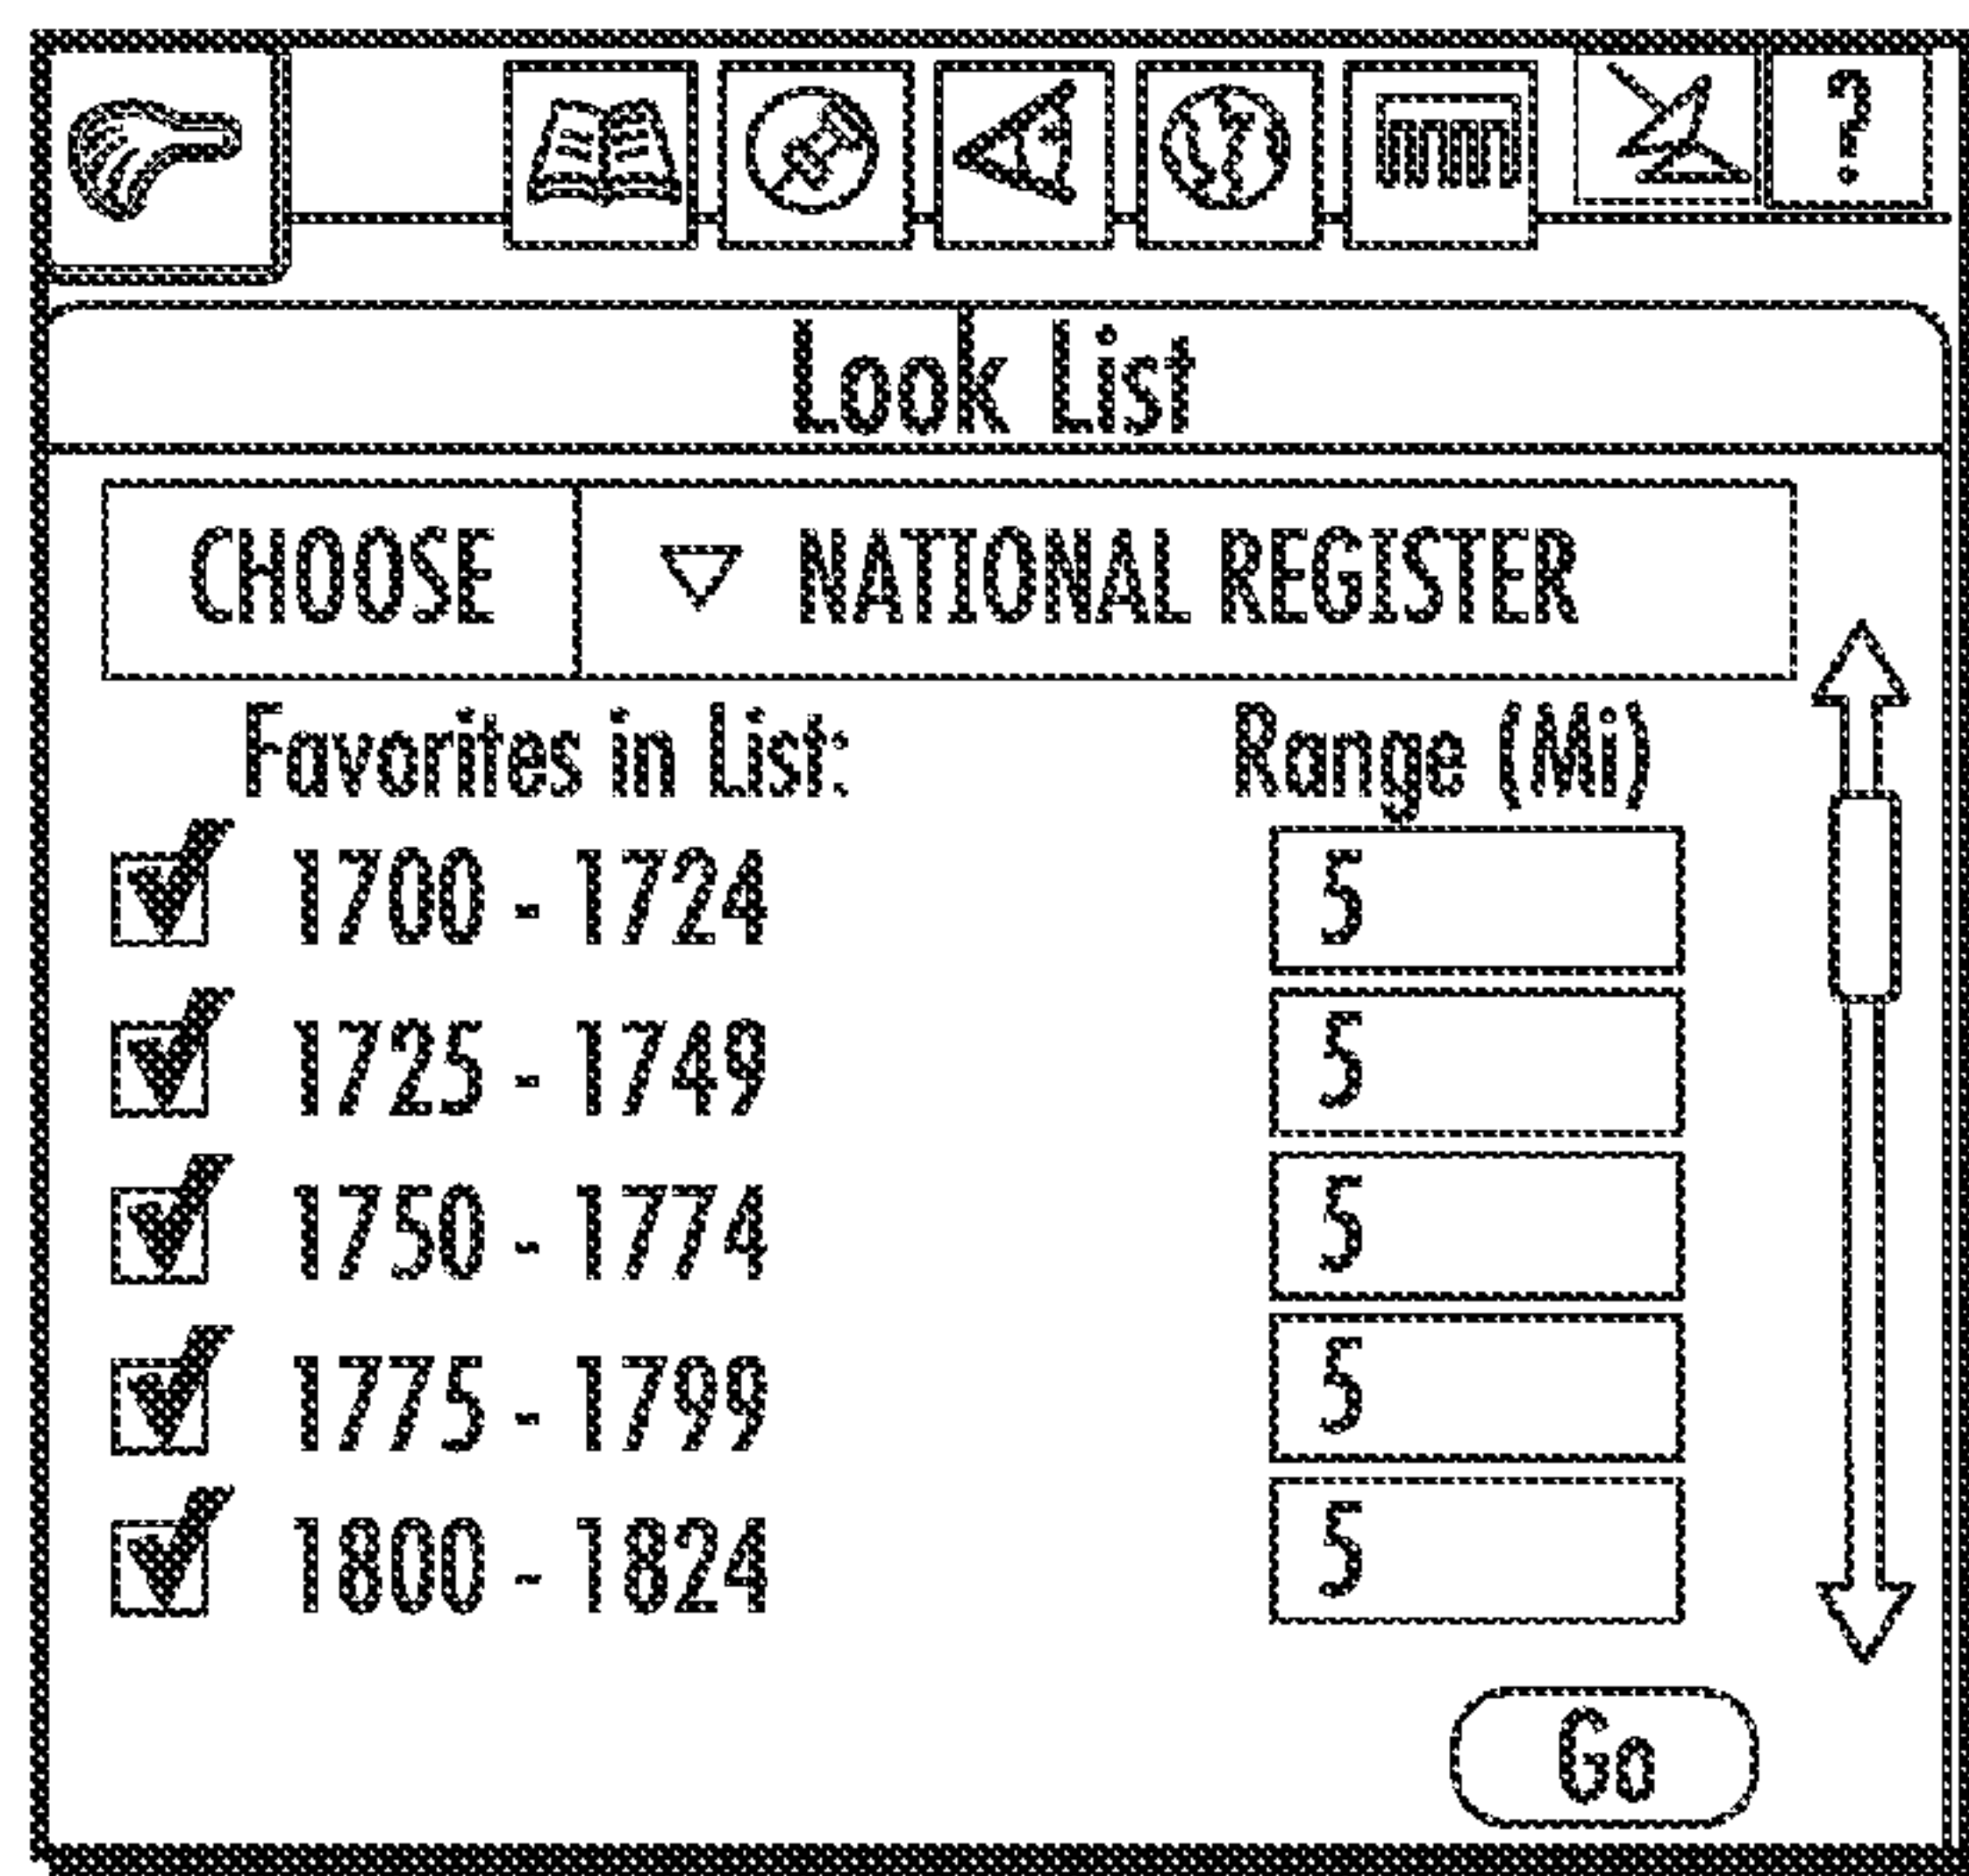 ?
Look List
CHOOSE ▽ NATIONAL REGISTER
Favorites in List: Range (Mi)
1700 - 1724 5
1725 - 1749 5
1750 - 1774 5
1775 - 1799 5
1800 - 1824 5
Go